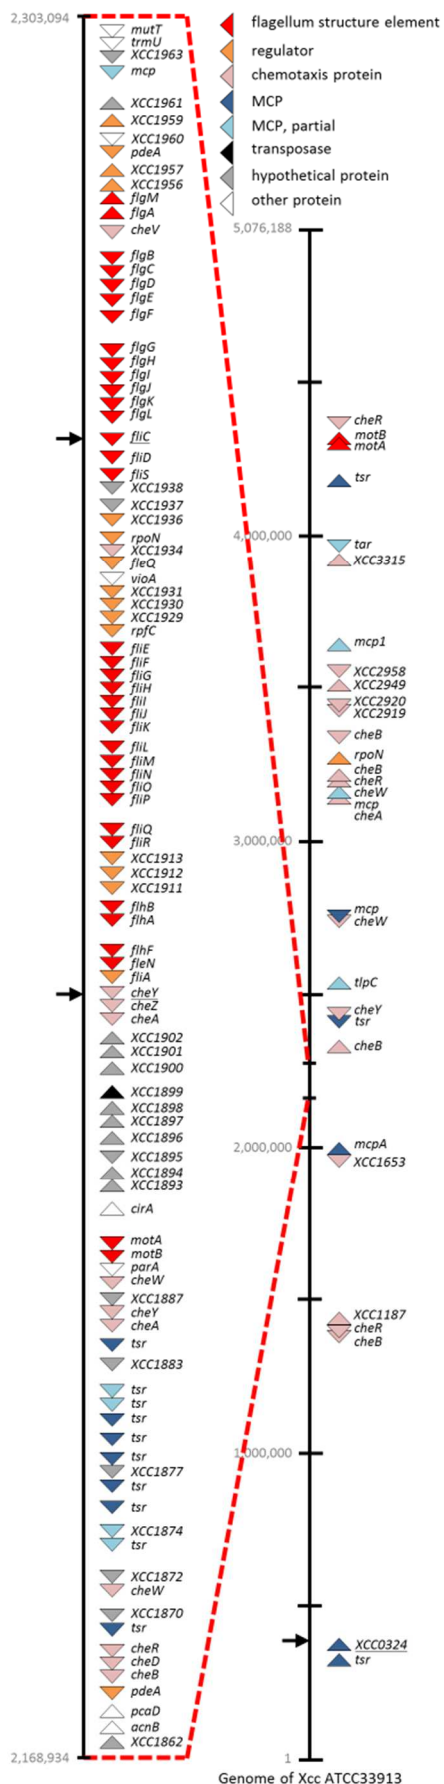 2,303,094
mutT
trmU
XCC1963
mcp
XCC1961
XCC1959
XCC1960
pdeA
XCC1957
XCC1956
flgM
flgA
cheV
flgB
flgC
flgD
flgE
flgF
flgG
flgH
flgI
flgJ
flgK
flgL
fliC
fliD
fliS
XCC1938
XCC1937
XCC1936
rpoN
XCC1934
fleQ
vioA
XCC1931
XCC1930
XCC1929
rpfC
fliE
fliF
fliG
fliH
fliI
fliJ
fliK
fliL
fliM
fliN
fliO
fliP
fliQ
fliR
XCC1913
XCC1912
XCC1911
flhB
flhA
flhF
fleN
fliA
cheY
cheZ
cheA
XCC1902
XCC1901
XCC1900
XCC1899
XCC1898
XCC1897
XCC1896
XCC1895
XCC1894
XCC1893
cirA
motA
motB
parA
cheW
XCC1887
cheY
cheA
tsr
XCC1883
tsr
tsr
tsr
tsr
tsr
XCC1877
tsr
tsr
XCC1874
tsr
XCC1872
cheW
XCC1870
tsr
cheR
cheD
cheB
pdeA
pcaD
acnB
XCC1862
2,168,934
flagellum structure element
regulator
chemotaxis protein
MCP
MCP, partial
transposase
hypothetical protein
other protein
5,076,188
cheR
motB
motA
tsr
4,000,000
tar
XCC3315
mcp1
XCC2958
XCC2949
XCC2920
XCC2919
cheB
rpoN
cheB
cheR
cheW
mcp
cheA
3,000,000
mcp
cheW
tlpC
cheY
tsr
cheB
2,000,000
mcpA
XCC1653
XCC1187
cheR
cheB
1,000,000
XCC0324
tsr
1
Genome of Xcc ATCC33913